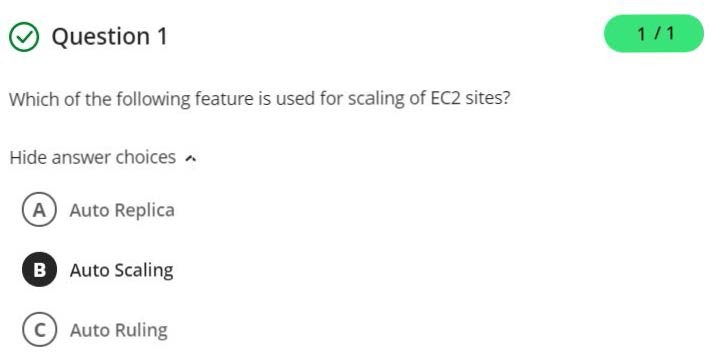 Question 1
1 / 1
Which of the following feature is used for scaling of EC2 sites?
Hide answer choices
A Auto Replica
B Auto Scaling
C Auto Ruling